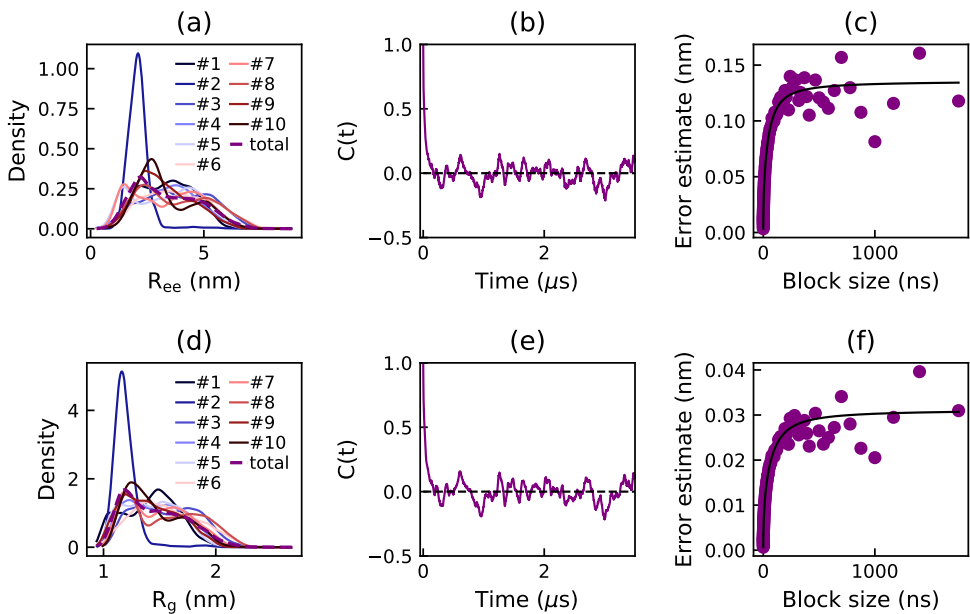 (a)
Density
1.00
0.75
0.50
0.25
0.00
#1
#2
#3
#4
#5
#6
#7
#8
#9
#10
total
0
5
Ree (nm)
(b)
C(t)
1.0
0.5
0.0
−0.5
0
2
Time (μs)
(c)
Error estimate (nm)
0.15
0.10
0.05
0.00
0
1000
Block size (ns)
(d)
Density
4
2
0
#1
#2
#3
#4
#5
#6
#7
#8
#9
#10
total
1
2
Rg (nm)
(e)
C(t)
1.0
0.5
0.0
−0.5
0
2
Time (μs)
(f)
Error estimate (nm)
0.04
0.03
0.02
0.01
0.00
0
1000
Block size (ns)